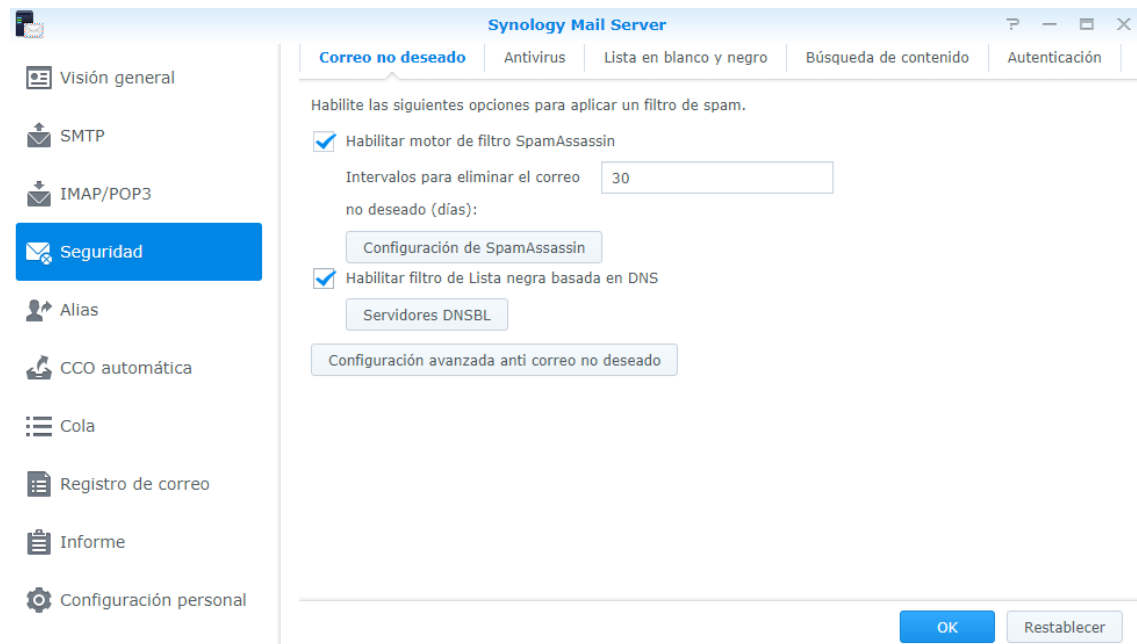 Synology Mail Server
Visión general
SMTP
IMAP/POP3
Seguridad
Alias
CCO automática
Cola
Registro de correo
Informe
Configuración personal
Correo no deseado
Antivirus
Lista en blanco y negro
Búsqueda de contenido
Autenticación
Habilite las siguientes opciones para aplicar un filtro de spam.
Habilitar motor de filtro SpamAssassin
Intervalos para eliminar el correo
30
no deseado (días):
Configuración de SpamAssassin
Habilitar filtro de Lista negra basada en DNS
Servidores DNSBL
Configuración avanzada anti correo no deseado
OK
Restablecer